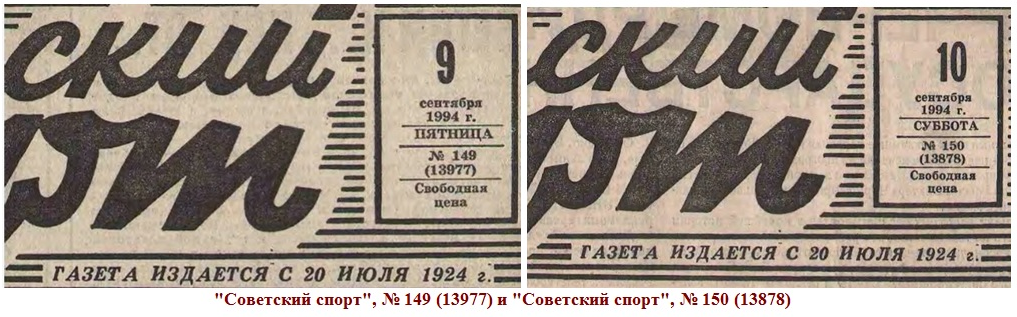 ский
рт
9
сентября
1994 г.
ПЯТНИЦА
№ 149
(13977)
Свободная
цена
ГАЗЕТА ИЗДАЕТСЯ С 20 ИЮЛЯ 1924 г.
ский
рт
10
сентября
1994 г.
СУББОТА
№ 150
(13878)
Свободная
цена
ГАЗЕТА ИЗДАЕТСЯ С 20 ИЮЛЯ 1924 г.
"Советский спорт", № 149 (13977) и "Советский спорт", № 150 (13878)